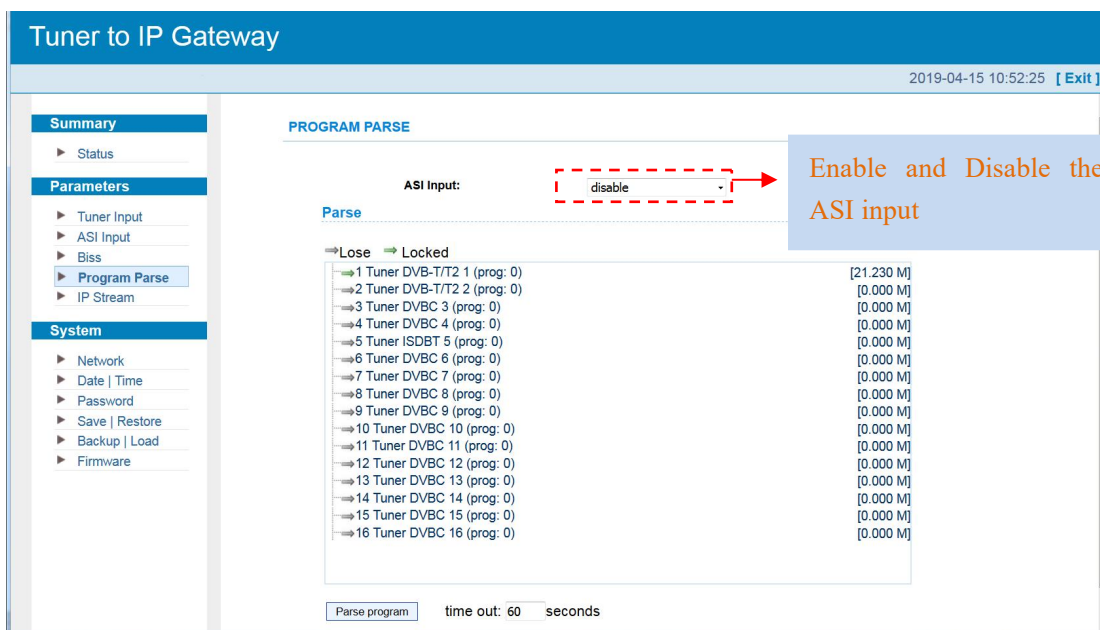 Tuner to IP Gateway
2019-04-15 10:52:25 [ Exit ]
Summary
Status
Parameters
Tuner Input
ASI Input
Biss
Program Parse
IP Stream
System
Network
Date | Time
Password
Save | Restore
Backup | Load
Firmware
PROGRAM PARSE
ASI Input: disable
Enable and Disable the
ASI input
Parse
Lose Locked
1 Tuner DVB-T/T2 1 (prog: 0) [21.230 M]
2 Tuner DVB-T/T2 2 (prog: 0) [0.000 M]
3 Tuner DVBC 3 (prog: 0) [0.000 M]
4 Tuner DVBC 4 (prog: 0) [0.000 M]
5 Tuner ISDBT 5 (prog: 0) [0.000 M]
6 Tuner DVBC 6 (prog: 0) [0.000 M]
7 Tuner DVBC 7 (prog: 0) [0.000 M]
8 Tuner DVBC 8 (prog: 0) [0.000 M]
9 Tuner DVBC 9 (prog: 0) [0.000 M]
10 Tuner DVBC 10 (prog: 0) [0.000 M]
11 Tuner DVBC 11 (prog: 0) [0.000 M]
12 Tuner DVBC 12 (prog: 0) [0.000 M]
13 Tuner DVBC 13 (prog: 0) [0.000 M]
14 Tuner DVBC 14 (prog: 0) [0.000 M]
15 Tuner DVBC 15 (prog: 0) [0.000 M]
16 Tuner DVBC 16 (prog: 0) [0.000 M]
Parse program time out: 60 seconds